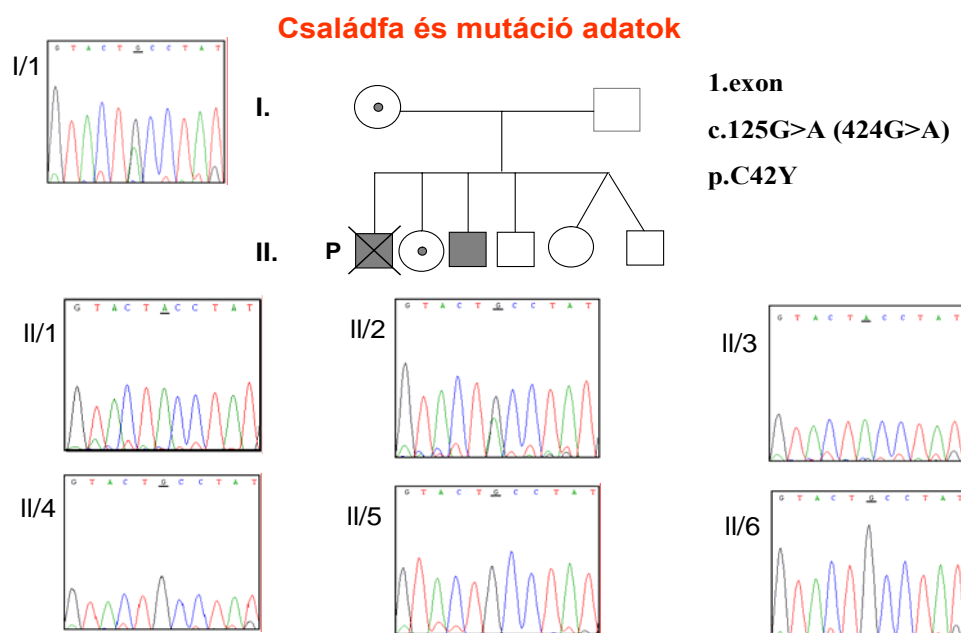 Családfa és mutáció adatok
I/1
G T A C T G C C T A T
I.
1.exon
c.125G>A (424G>A)
p.C42Y
II.
P
II/1
G T A C T A C C T A T
II/2
G T A C T G C C T A T
II/3
G T A C T A C C T A T
II/4
G T A C T G C C T A T
II/5
G T A C T G C C T A T
II/6
G T A C T G C C T A T